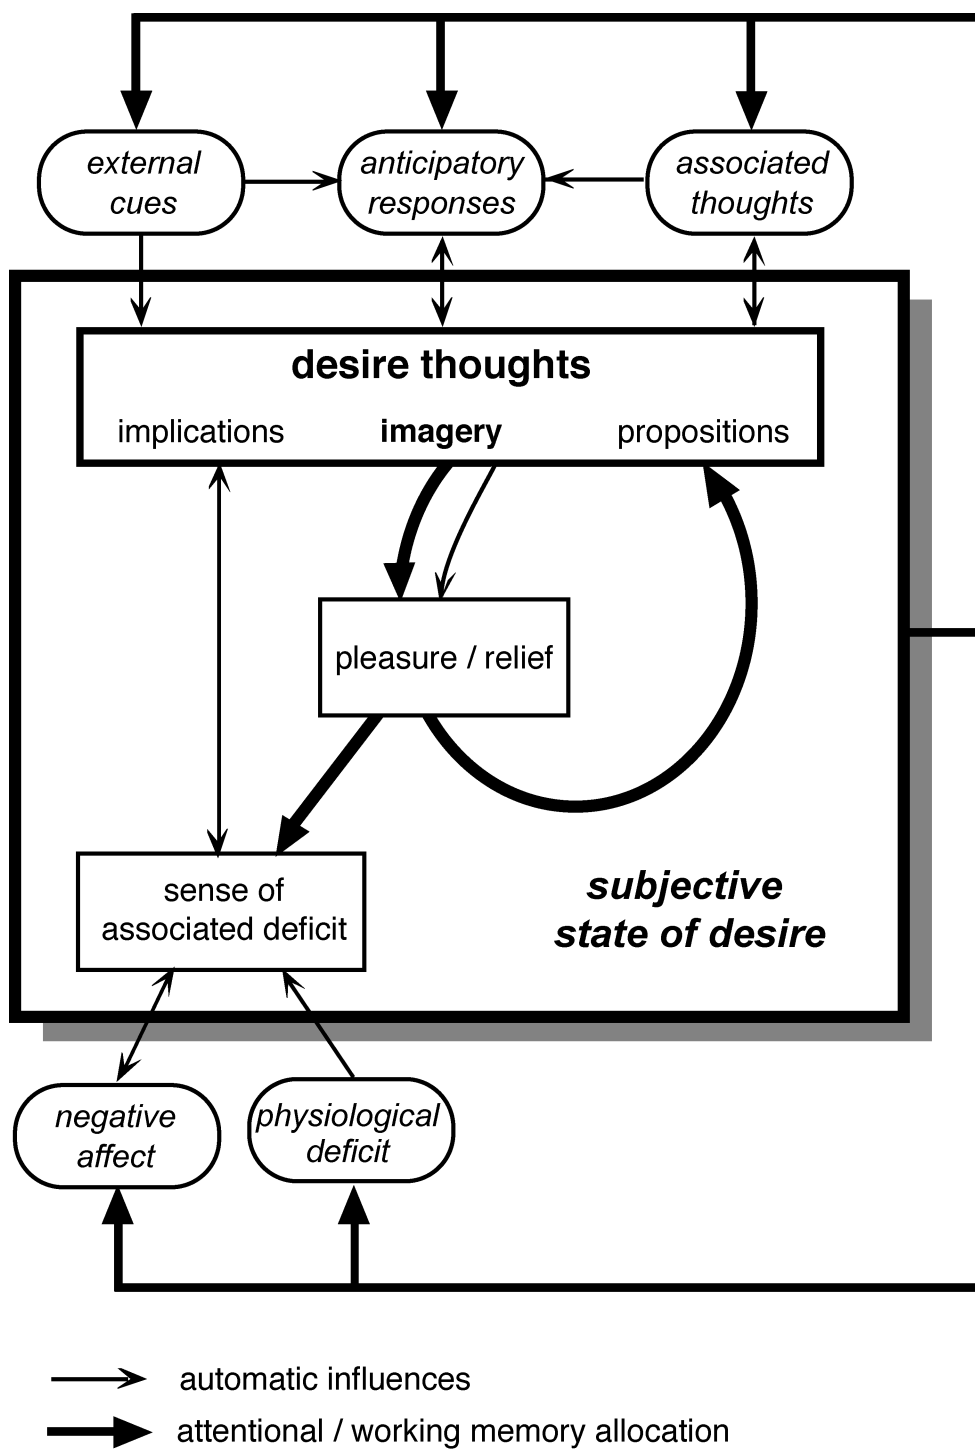 external
cues
anticipatory
responses
associated
thoughts
desire thoughts
implications
imagery
propositions
pleasure / relief
sense of
associated deficit
subjective
state of desire
negative
affect
physiological
deficit
automatic influences
attentional / working memory allocation